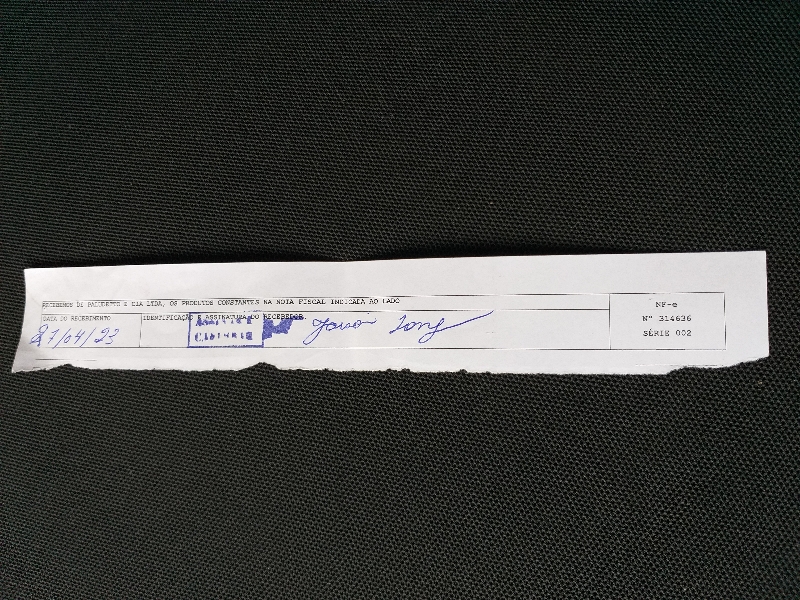 RECEBEMOS DE PALUDETTO E CIA LTDA, OS PRODUTOS CONSTANTES NA NOTA FISCAL INDICADA AO LADO
DATA DO RECEBIMENTO
IDENTIFICAÇÃO E ASSINATURA DO RECEBEDOR
27/04/23
NF-e
Nº 314636
SÉRIE 002